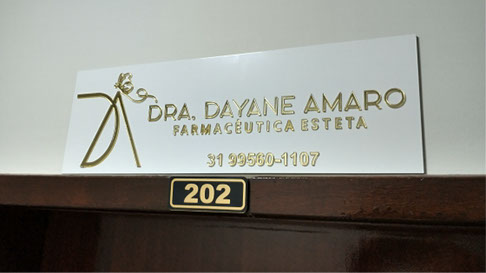 DRA. DAYANE AMARO
FARMACÊUTICA ESTETA
31 99560-1107
202